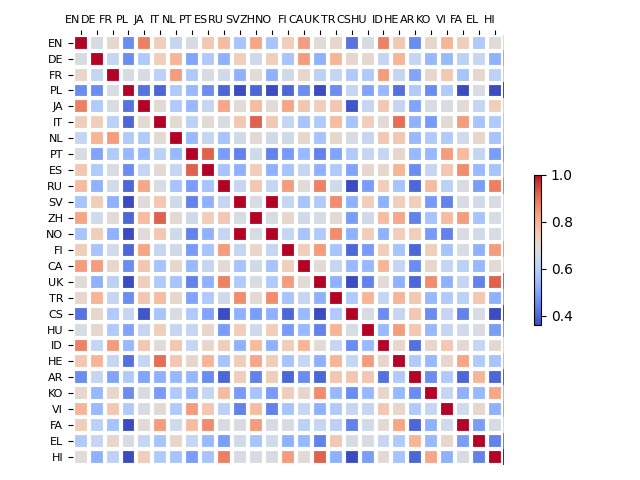 EN DE FR PL JA IT NL PT ES RU SV ZH NO FI CA UK TR CS HU ID HE AR KO VI FA EL HI
EN
DE
FR
PL
JA
IT
NL
PT
ES
RU
SV
ZH
NO
FI
CA
UK
TR
CS
HU
ID
HE
AR
KO
VI
FA
EL
HI
1.0
0.8
0.6
0.4